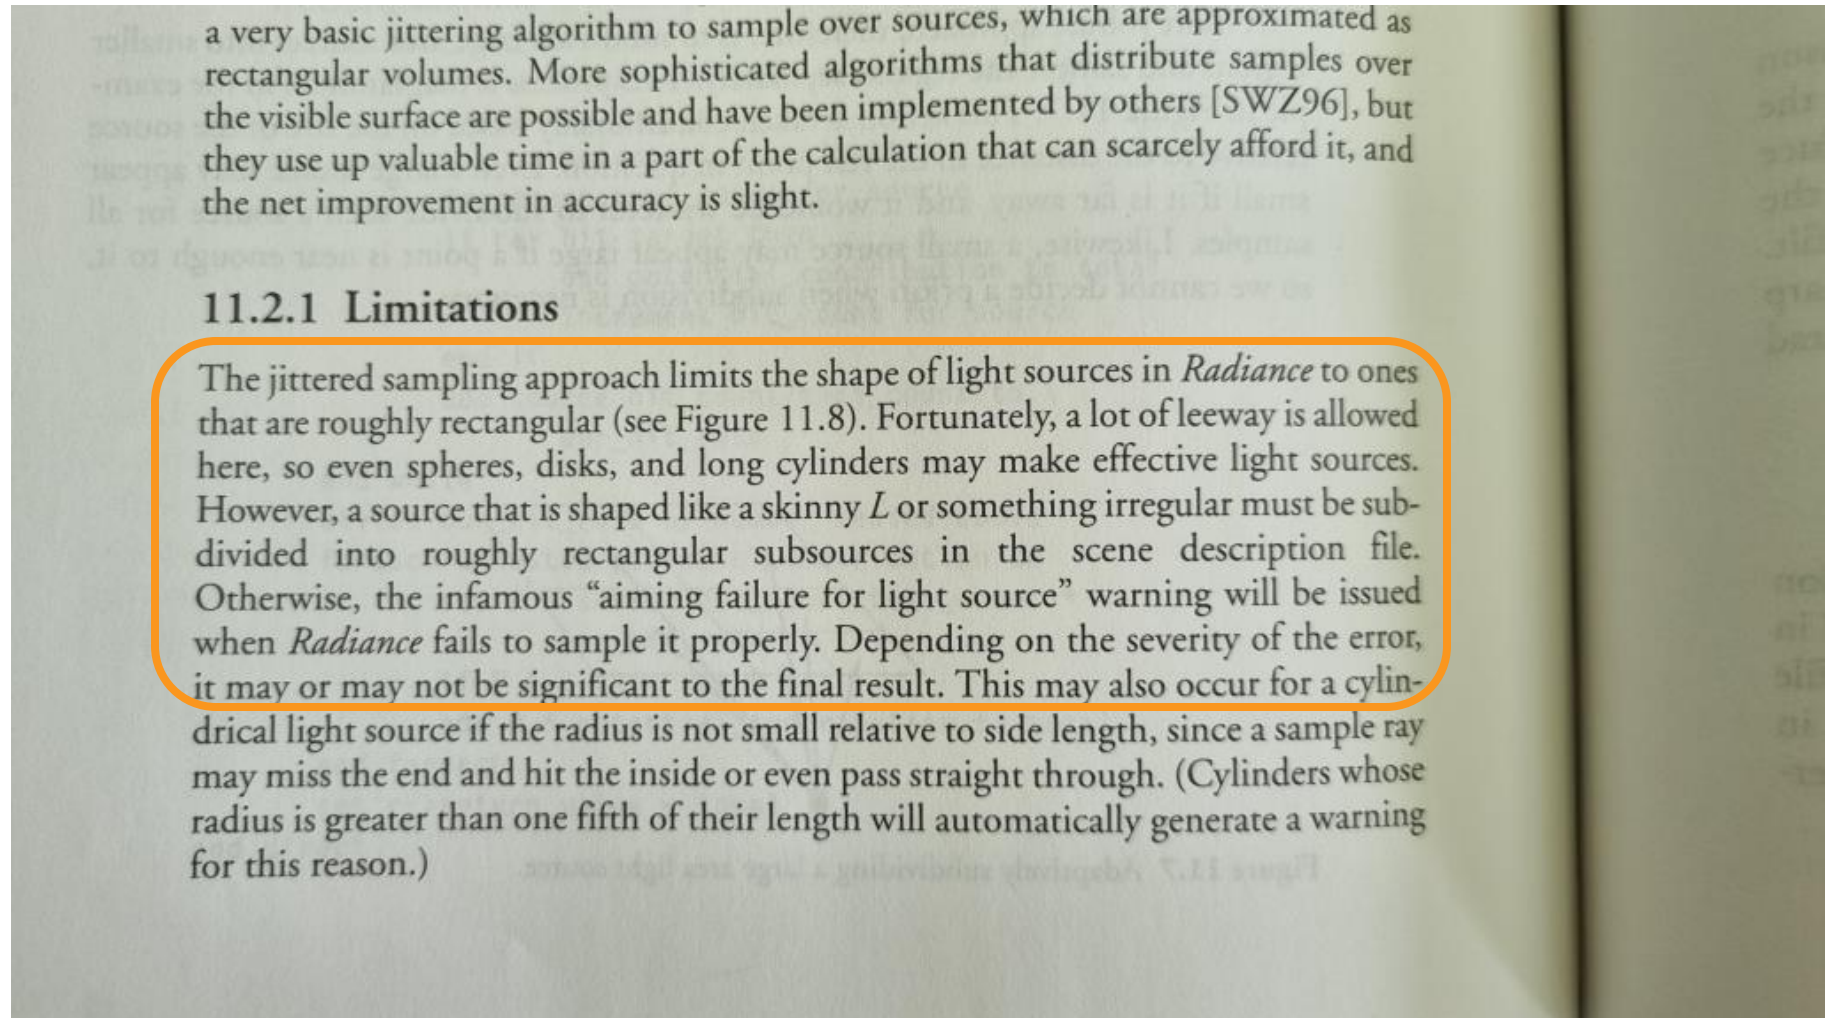 a very basic jittering algorithm to sample over sources, which are approximated as
rectangular volumes. More sophisticated algorithms that distribute samples over
the visible surface are possible and have been implemented by others [SWZ96], but
they use up valuable time in a part of the calculation that can scarcely afford it, and
the net improvement in accuracy is slight.
11.2.1 Limitations
The jittered sampling approach limits the shape of light sources in Radiance to ones
that are roughly rectangular (see Figure 11.8). Fortunately, a lot of leeway is allowed
here, so even spheres, disks, and long cylinders may make effective light sources.
However, a source that is shaped like a skinny L or something irregular must be sub-
divided into roughly rectangular subsources in the scene description file.
Otherwise, the infamous “aiming failure for light source” warning will be issued
when Radiance fails to sample it properly. Depending on the severity of the error,
it may or may not be significant to the final result. This may also occur for a cylin-
drical light source if the radius is not small relative to side length, since a sample ray
may miss the end and hit the inside or even pass straight through. (Cylinders whose
radius is greater than one fifth of their length will automatically generate a warning
for this reason.)